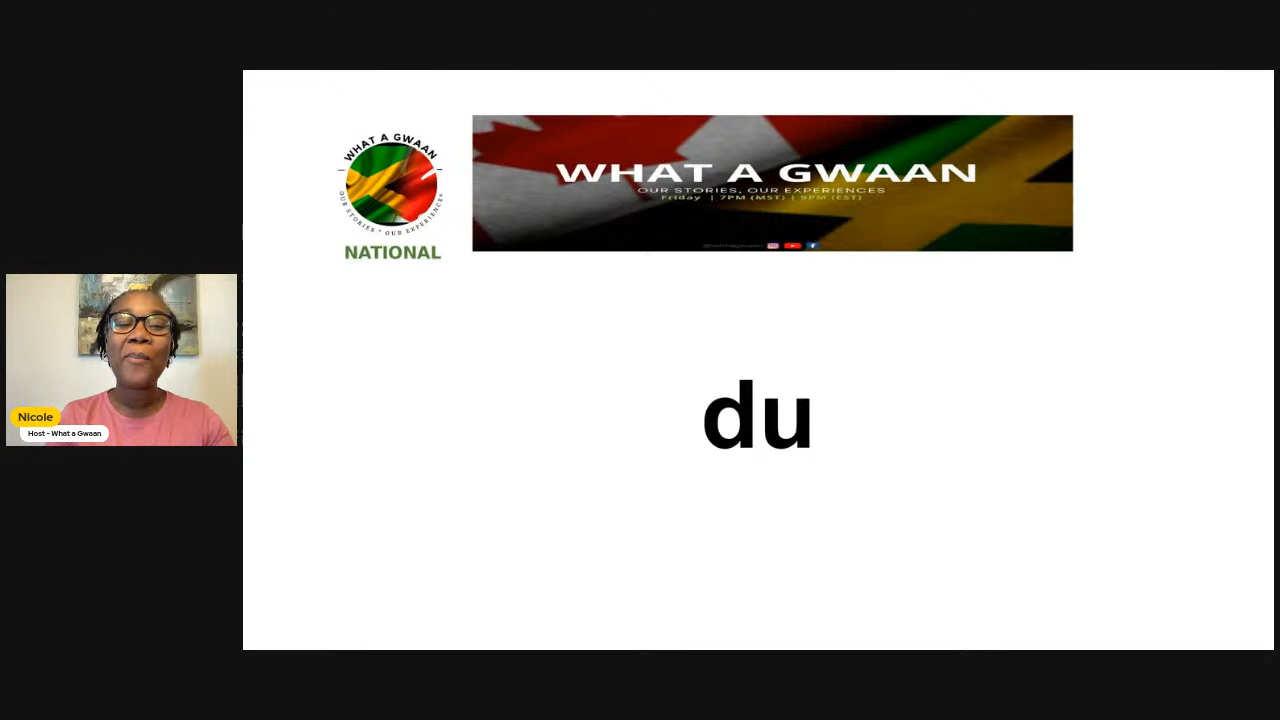 WHAT A GWAAN
OUR STORIES * OUR EXPERIENCES
NATIONAL
WHAT A GWAAN
OUR STORIES, OUR EXPERIENCES
Friday | 7PM (MST) | 9PM (EST)
du
Nicole
Host - What a Gwaan